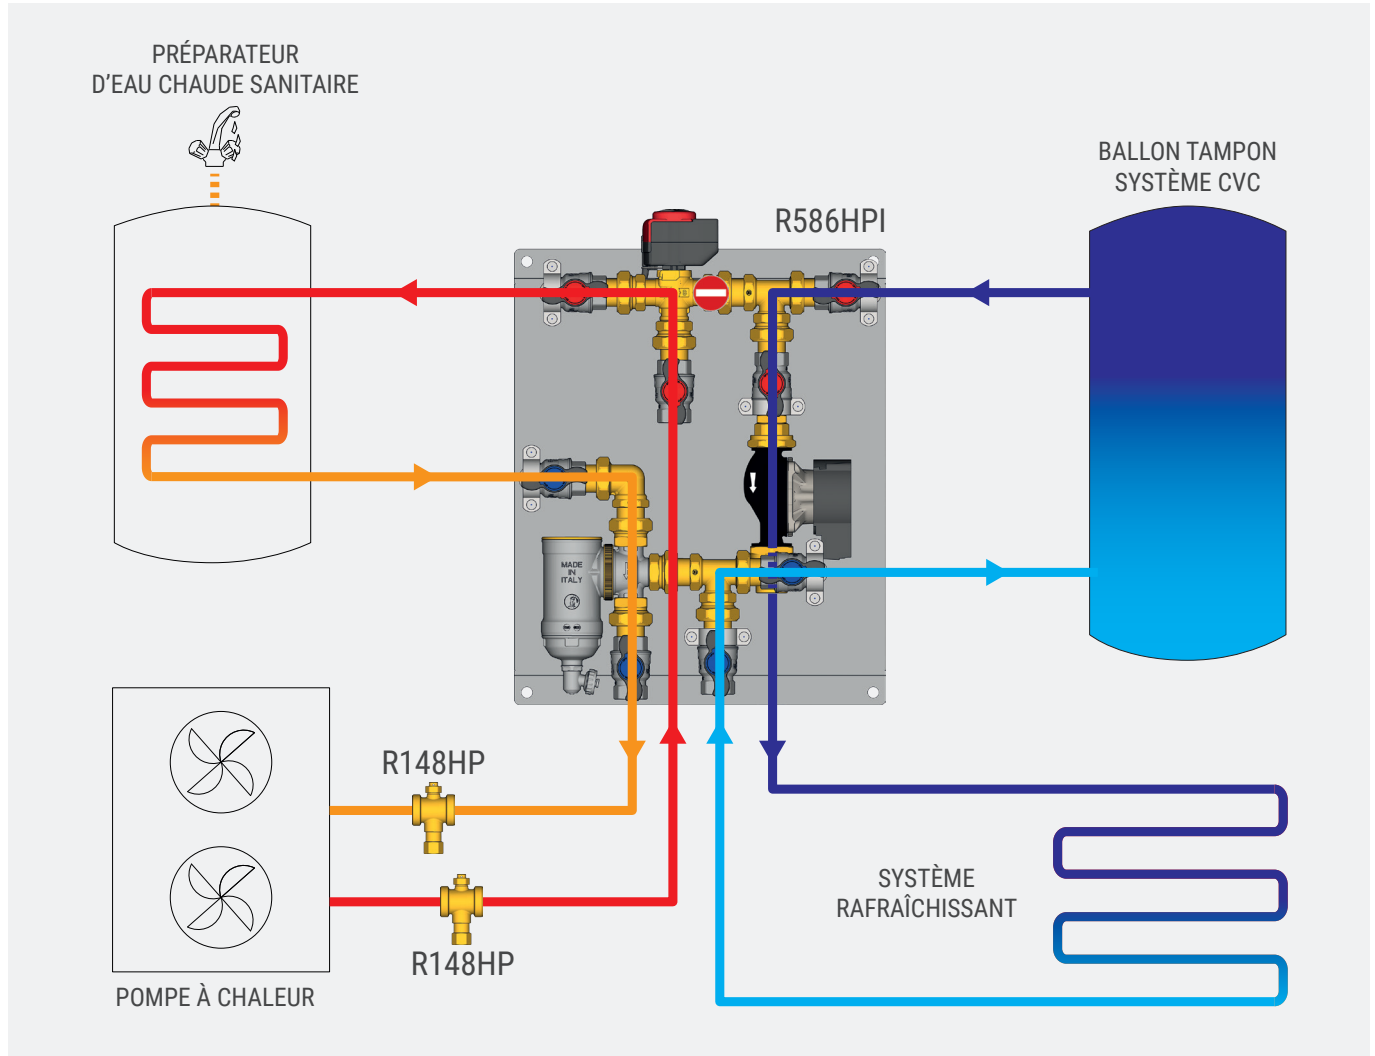 PRÉPARATEUR
D'EAU CHAUDE SANITAIRE
BALLON TAMPON
SYSTÈME CVC
R586HPI
MADE
IN
ITALY
R148HP
R148HP
SYSTÈME
RAFRAÎCHISSANT
POMPE À CHALEUR